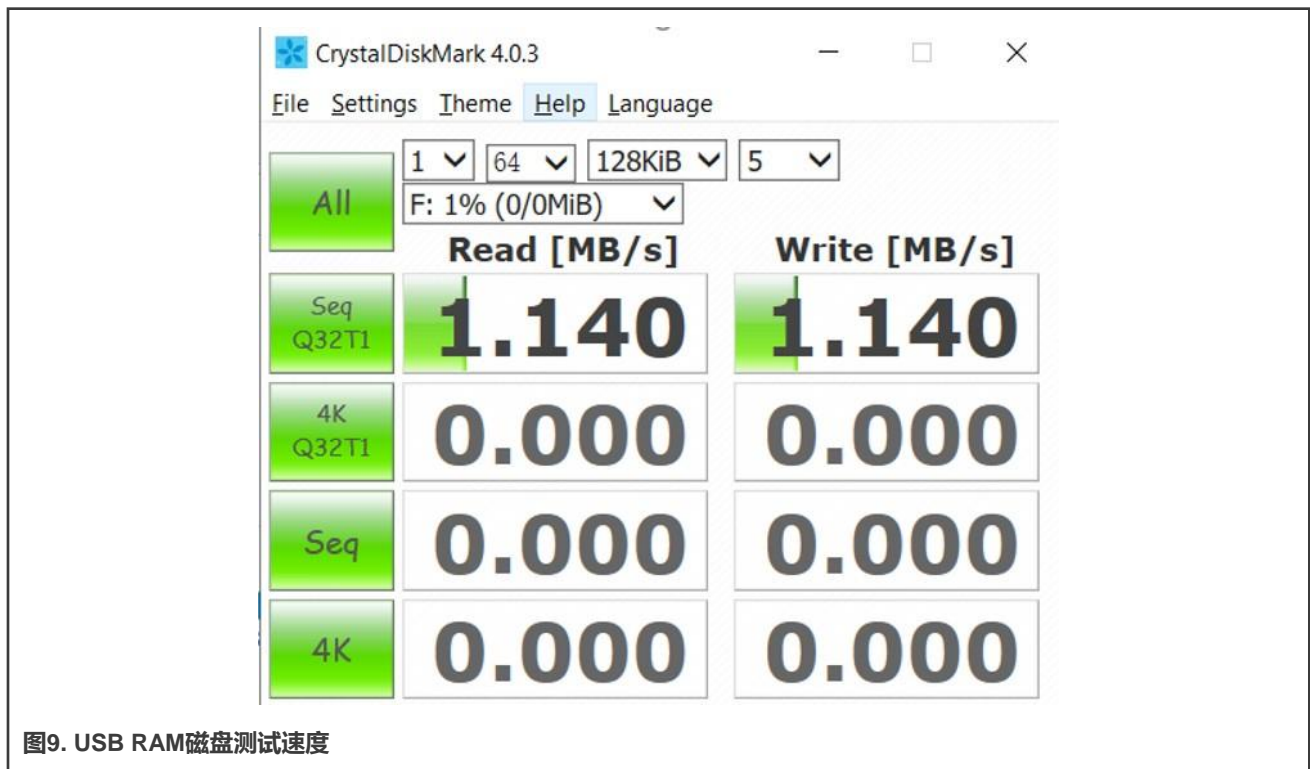 CrystalDiskMark 4.0.3
File Settings Theme Help Language
All 1 64 128KiB 5
F: 1% (0/0MiB)
Read [MB/s] Write [MB/s]
Seq
Q32T1 1.140 1.140
4K
Q32T1 0.000 0.000
Seq 0.000 0.000
4K 0.000 0.000
图9. USB RAM磁盘测试速度